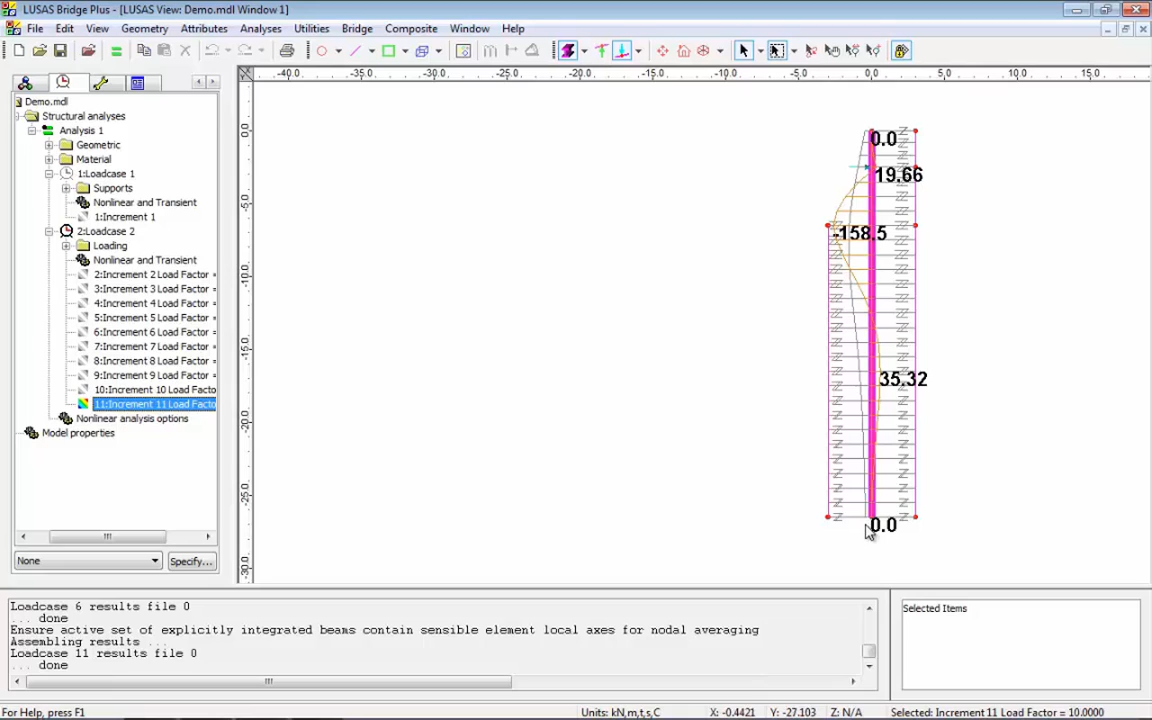 LUSAS Bridge Plus - [LUSAS View: Demo.mdl Window 1]
File Edit View Geometry Attributes Analyses Utilities Bridge Composite Window Help
-40.0 -35.0 -30.0 -25.0 -20.0 -15.0 -10.0 -5.0 0.0 5.0 10.0 15.0
Demo.mdl
Structural analyses
Analysis 1
Geometric
Material
1:Loadcase 1
Supports
Nonlinear and Transient
1:Increment 1
2:Loadcase 2
Loading
Nonlinear and Transient
2:Increment 2 Load Factor =
3:Increment 3 Load Factor =
4:Increment 4 Load Factor =
5:Increment 5 Load Factor =
6:Increment 6 Load Factor =
7:Increment 7 Load Factor =
8:Increment 8 Load Factor =
9:Increment 9 Load Factor =
10:Increment 10 Load Facto
11:Increment 11 Load Facto
Nonlinear analysis options
Model properties
None
Specify...
0.0
-5.0
-10.0
-15.0
-20.0
-25.0
-30.0
0.0
19.66
-158.5
35.32
0.0
Loadcase 6 results file 0
... done
Ensure active set of explicitly integrated beams contain sensible element local axes for nodal averaging
Assembling results ...
Loadcase 11 results file 0
... done
Selected Items
For Help, press F1
Units: kN,m,t,s,C X: -0.4421 Y: -27.103 Z: N/A Selected: Increment 11 Load Factor = 10.0000